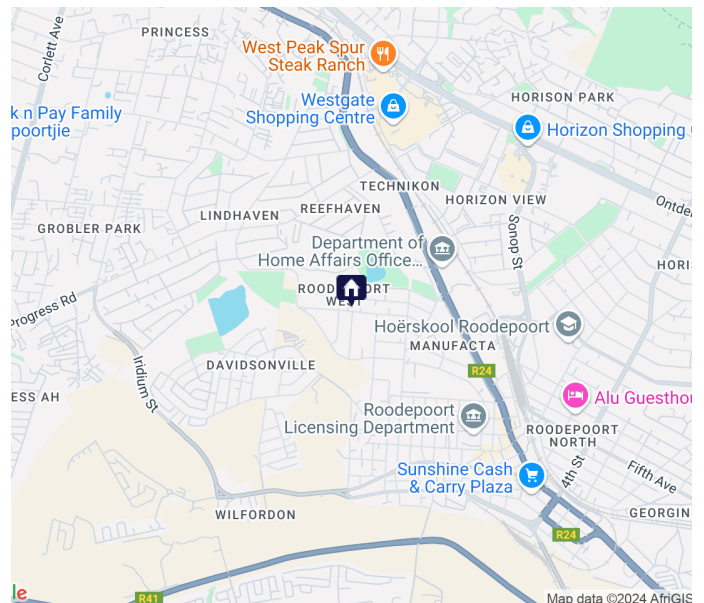 PRINCESS
Corlett Ave
West Peak Spur
Steak Ranch
HORISON PARK
k n Pay Family
poortjie
Westgate
Shopping Centre
Horizon Shopping C
TECHNIKON
HORIZON VIEW
Ontde
REEFHAVEN
LINDHAVEN
GROBLER PARK
Sonop St
Department of
Home Affairs Office...
HORI
ROODEPOORT
WEST
Progress Rd
Hoërskool Roodepoort
MANUFACTA
Iridium St
DAVIDSONVILLE
R24
ESS AH
Alu Guesthou
Roodepoort
Licensing Department
ROODEPOORT
NORTH
Sunshine Cash
& Carry Plaza
4th St
Fifth Ave
WILFORDON
GEORGIN
R24
le
R41
Map data ©2024 AfriGIS